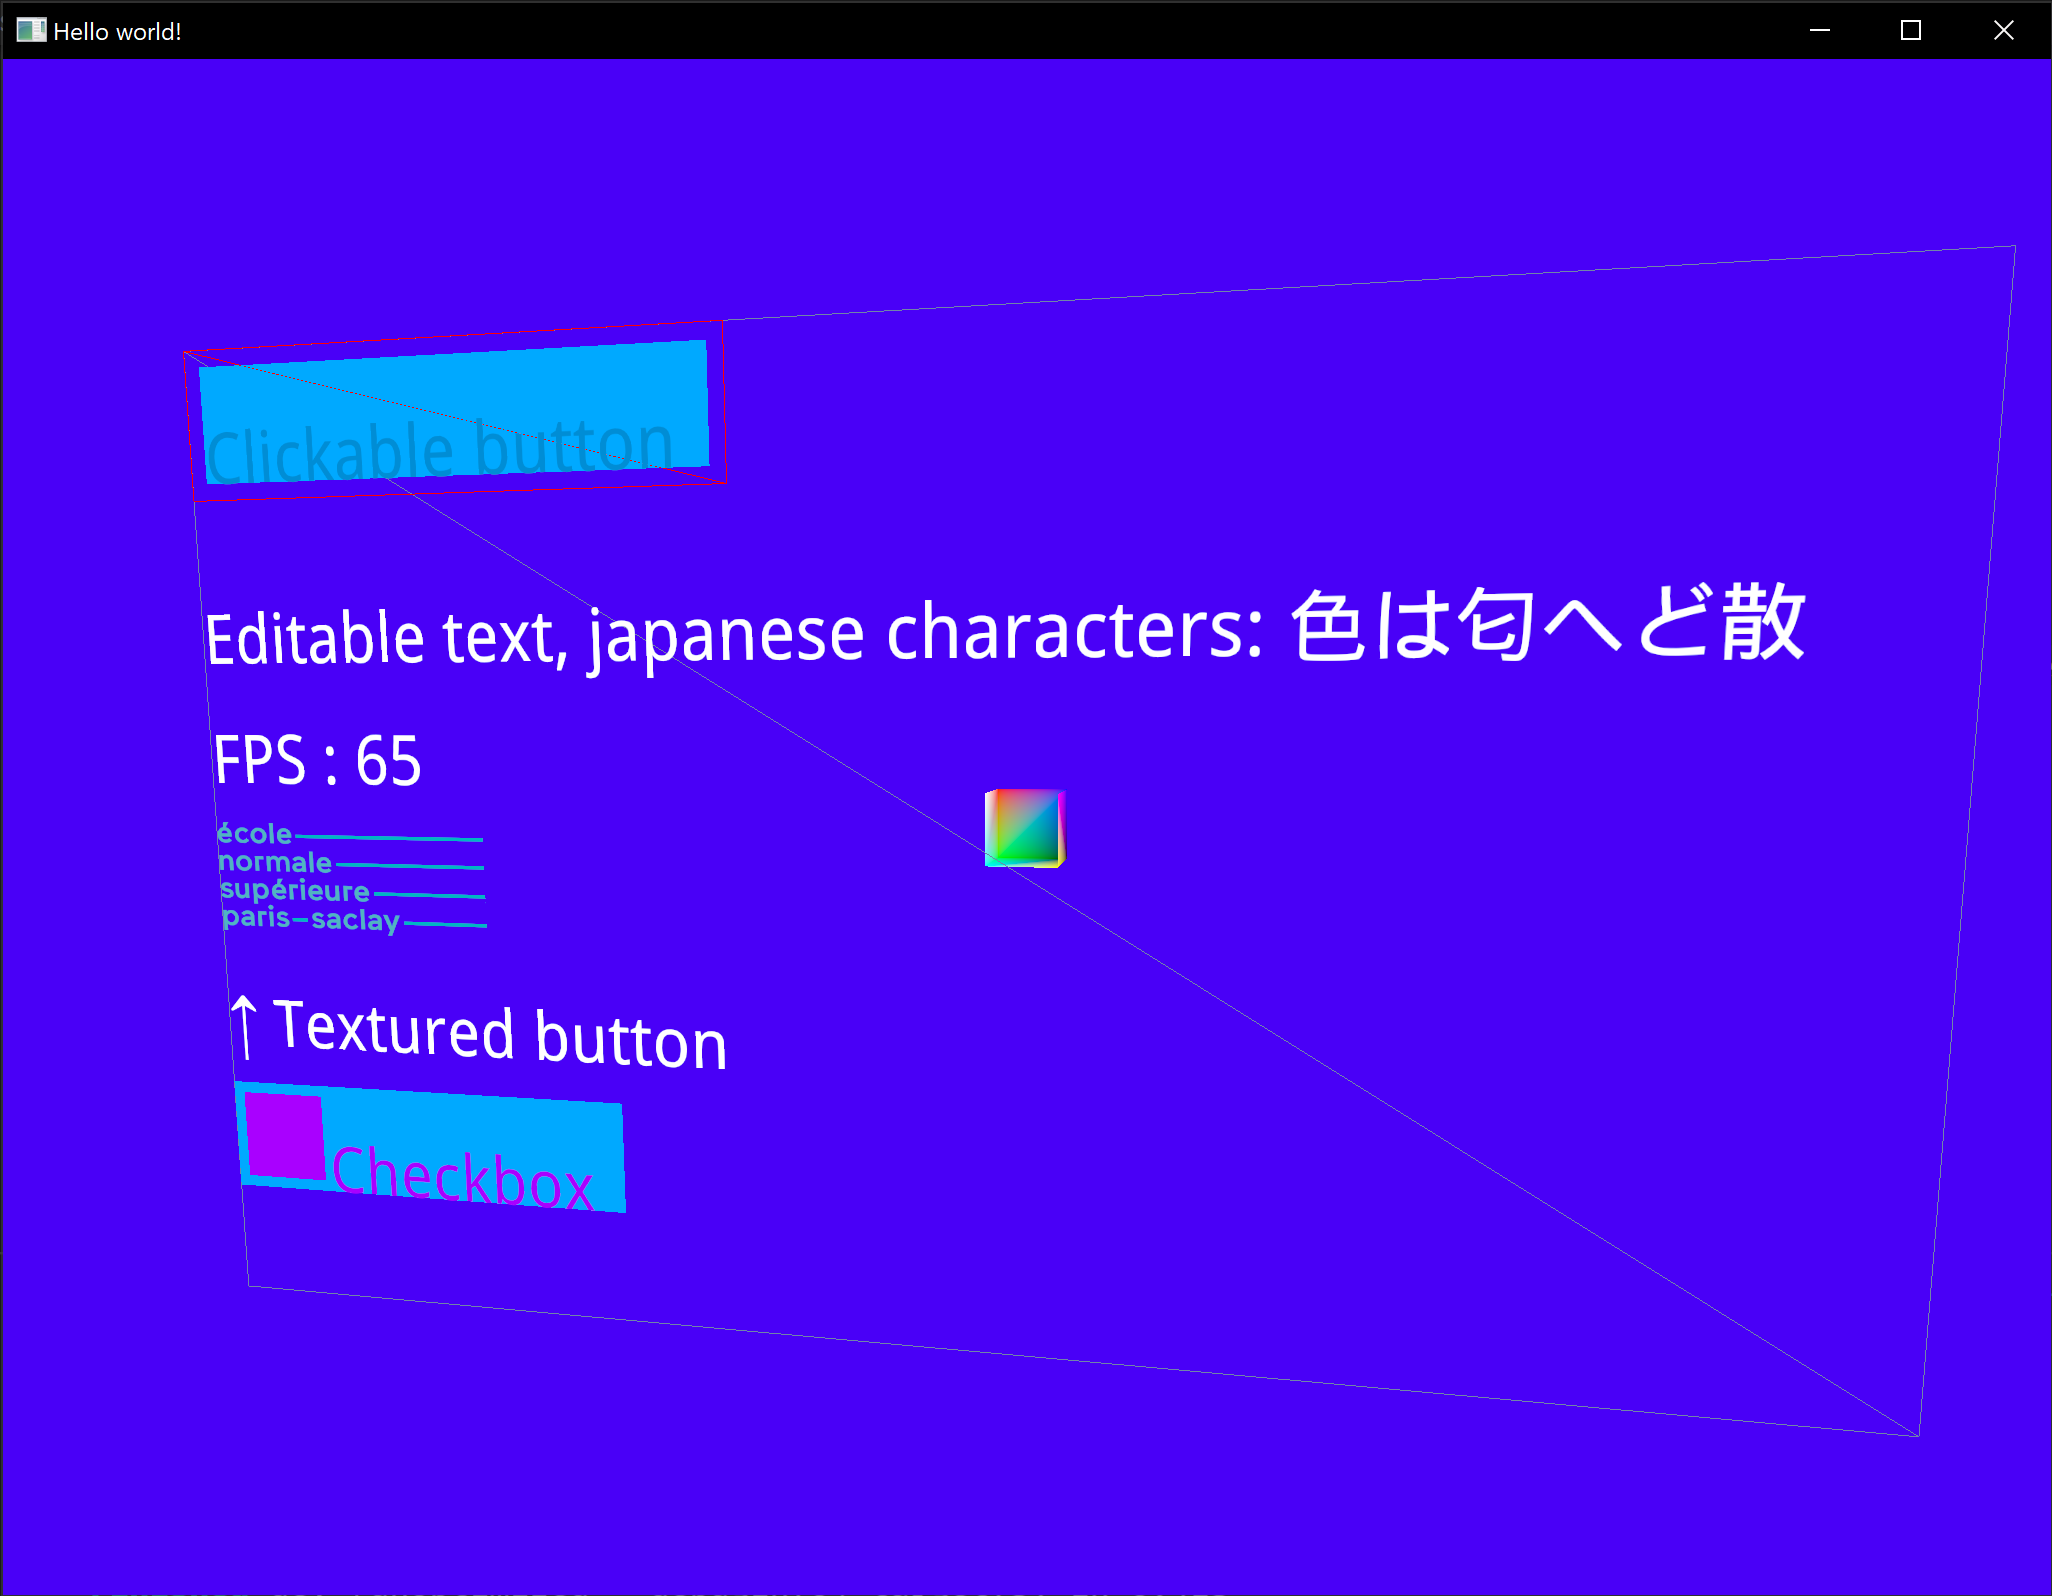 Hello world!
Clickable button
Editable text, japanese characters: 色は匂へど散
FPS : 65
école
normale
supérieure
paris-saclay
↑ Textured button
Checkbox